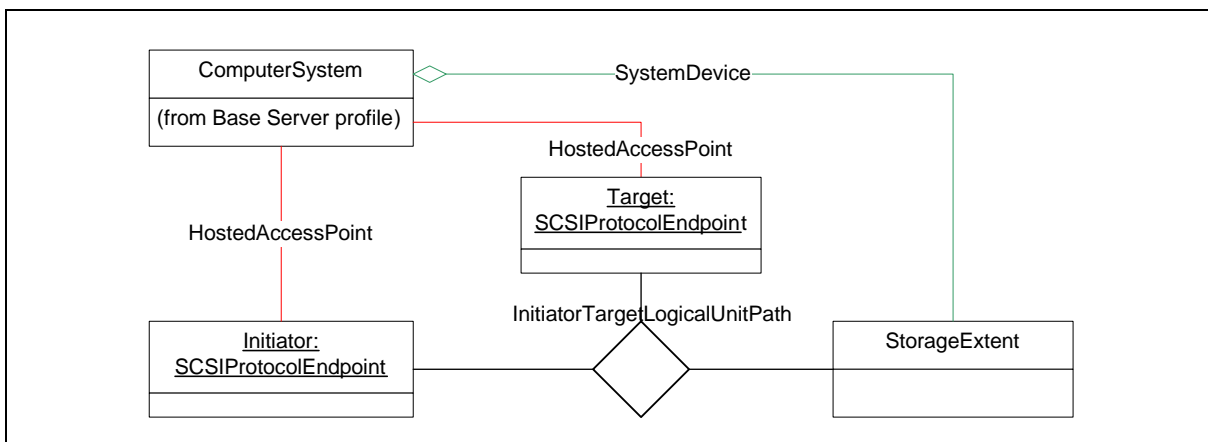 ComputerSystem
SystemDevice
(from Base Server profile)
HostedAccessPoint
Target:
SCSIProtocolEndpoint
HostedAccessPoint
InitiatorTargetLogicalUnitPath
Initiator:
SCSIProtocolEndpoint
StorageExtent